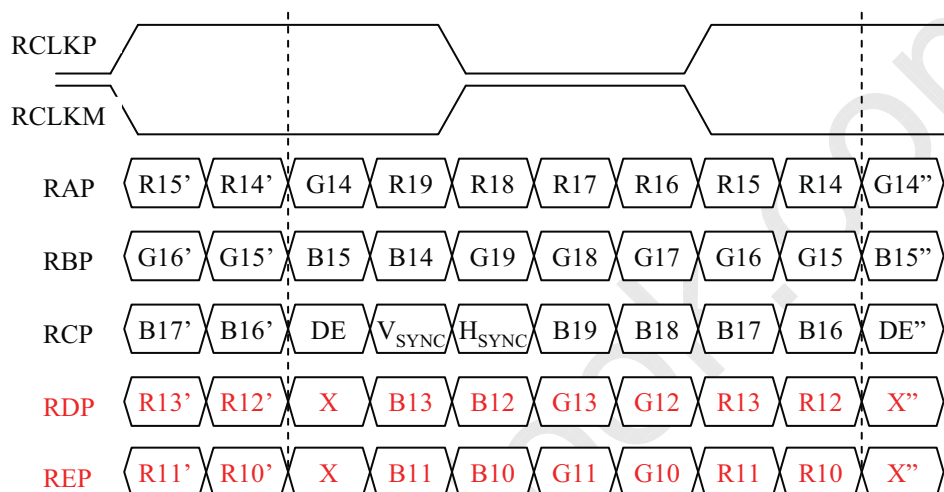 RCLKP
RCLKM
RAP R15’ R14’ G14 R19 R18 R17 R16 R15 R14 G14”
RBP G16’ G15’ B15 B14 G19 G18 G17 G16 G15 B15”
RCP B17’ B16’ DE VSYNC HSYNC B19 B18 B17 B16 DE”
RDP R13’ R12’ X B13 B12 G13 G12 R13 R12 X”
REP R11’ R10’ X B11 B10 G11 G10 R11 R10 X”